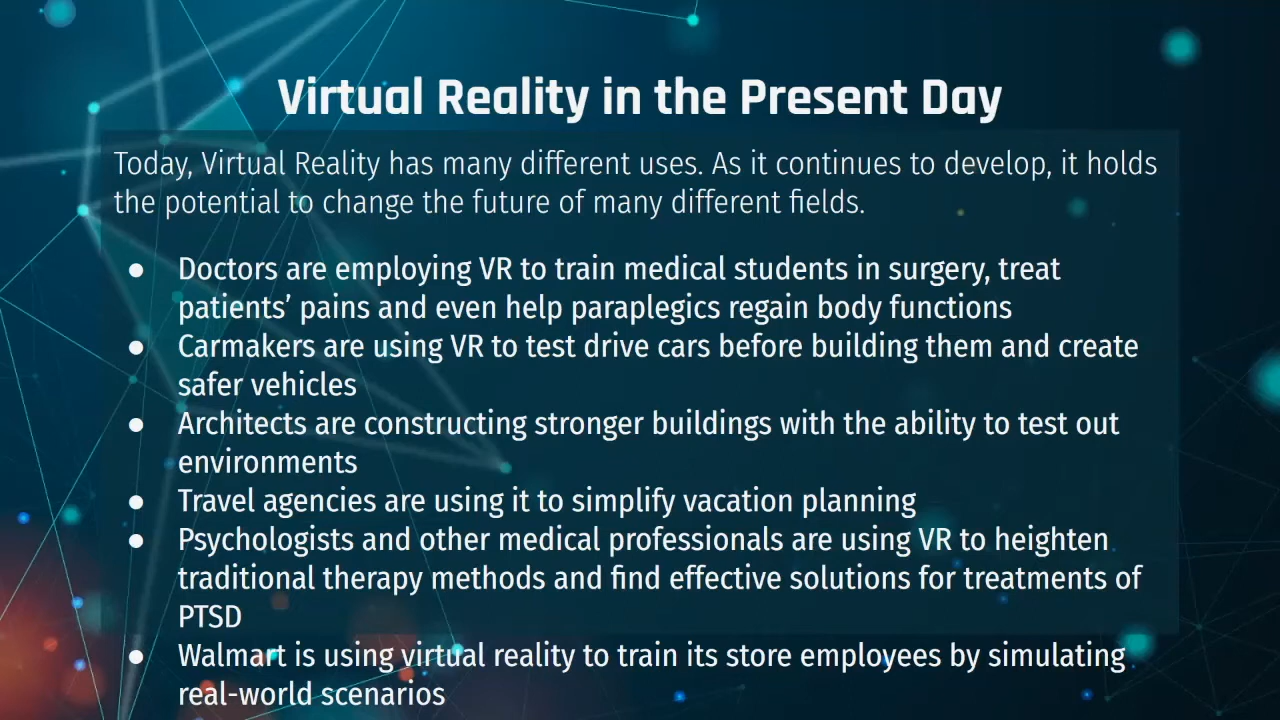 Virtual Reality in the Present Day
Today, Virtual Reality has many different uses. As it continues to develop, it holds
the potential to change the future of many different fields.
● Doctors are employing VR to train medical students in surgery, treat
patients’ pains and even help paraplegics regain body functions
● Carmakers are using VR to test drive cars before building them and create
safer vehicles
● Architects are constructing stronger buildings with the ability to test out
environments
● Travel agencies are using it to simplify vacation planning
● Psychologists and other medical professionals are using VR to heighten
traditional therapy methods and find effective solutions for treatments of
PTSD
● Walmart is using virtual reality to train its store employees by simulating
real-world scenarios